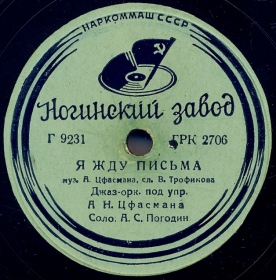 НАРКОММАШ СССР
Ногинский завод
Г 9231 ГРК 2706
Я ЖДУ ПИСЬМА
муз. А. Цфасмана, сл. В. Трофимова
Джаз-орк. под упр.
А. Н. Цфасмана
Соло. А. С. Погодин